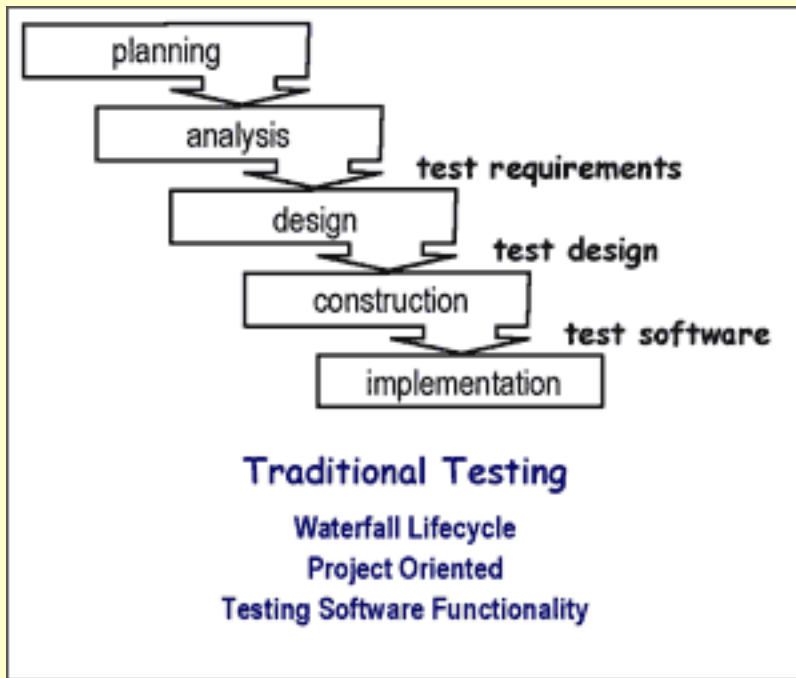 planning
analysis
test requirements
design
test design
construction
test software
implementation
Traditional Testing
Waterfall Lifecycle
Project Oriented
Testing Software Functionality